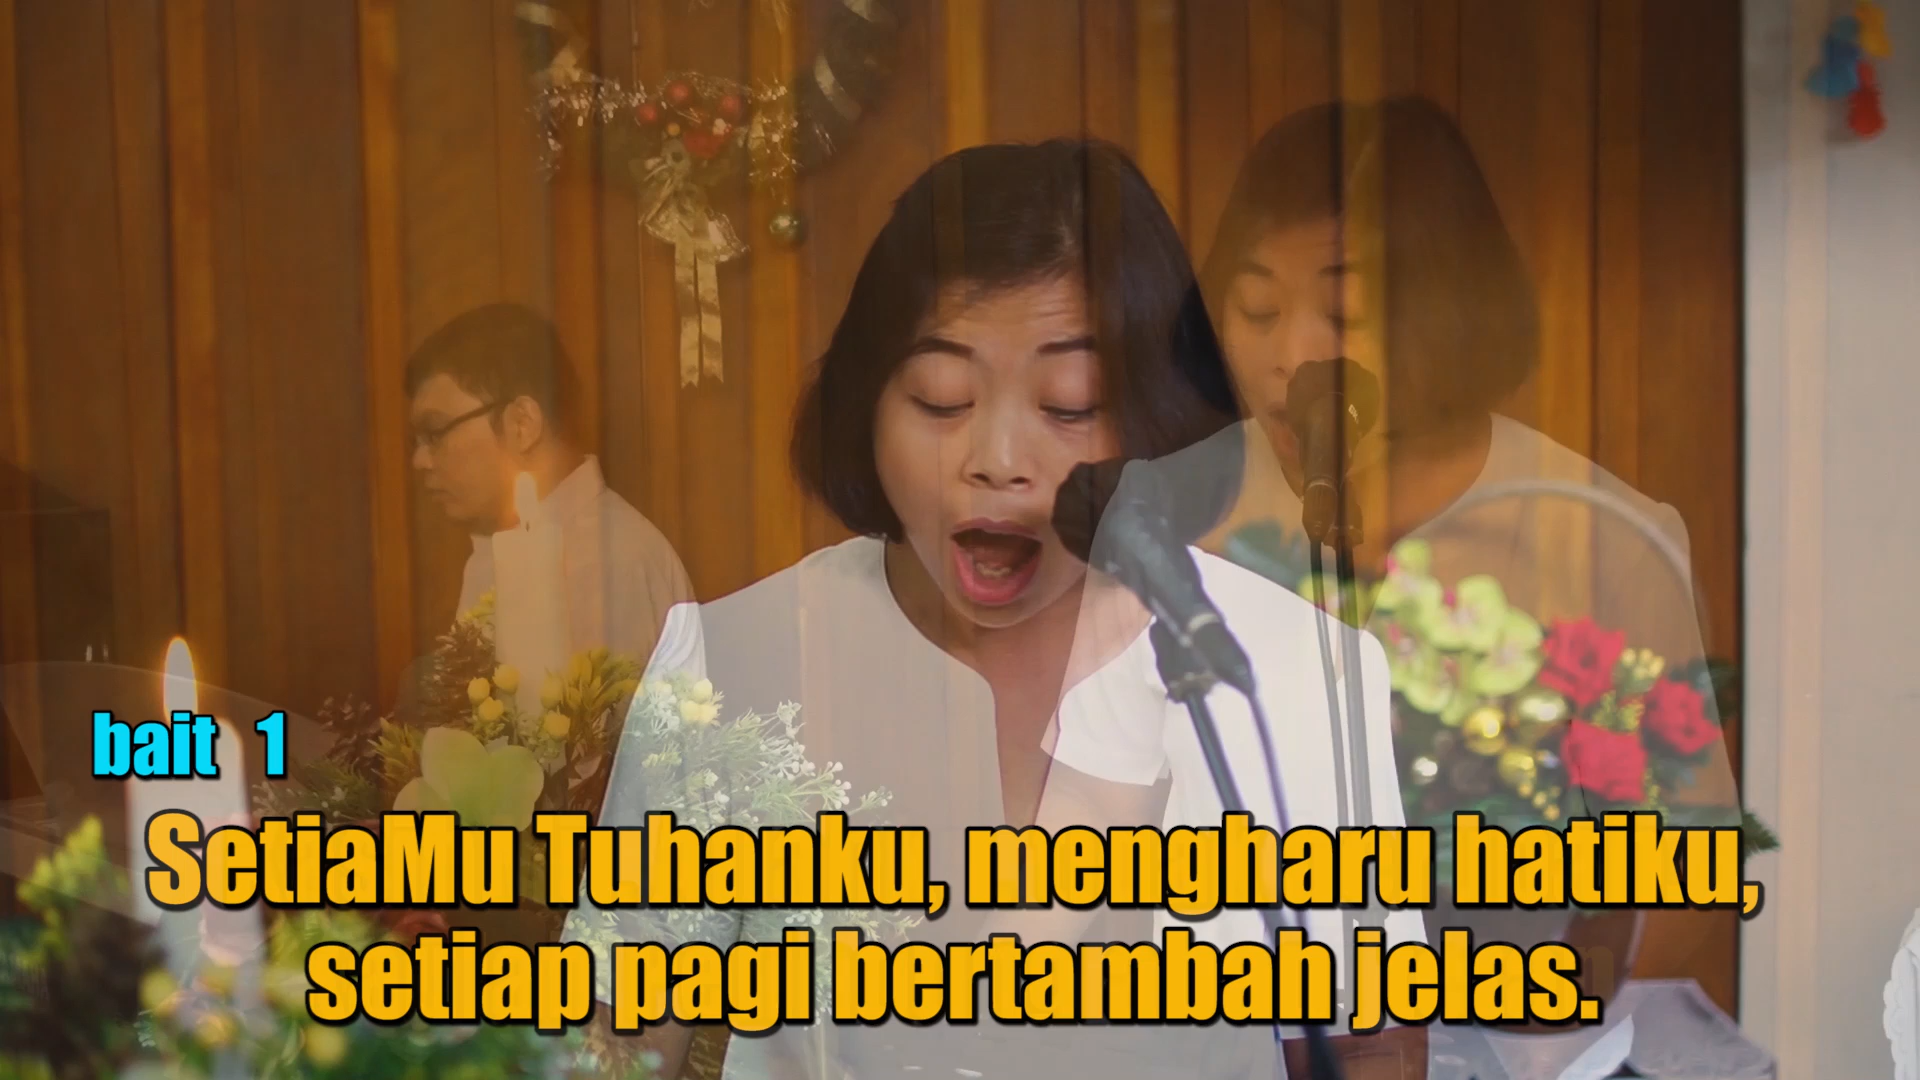 bait 1
SetiaMu Tuhanku, mengharu hatiku,
setiap pagi bertambah jelas.